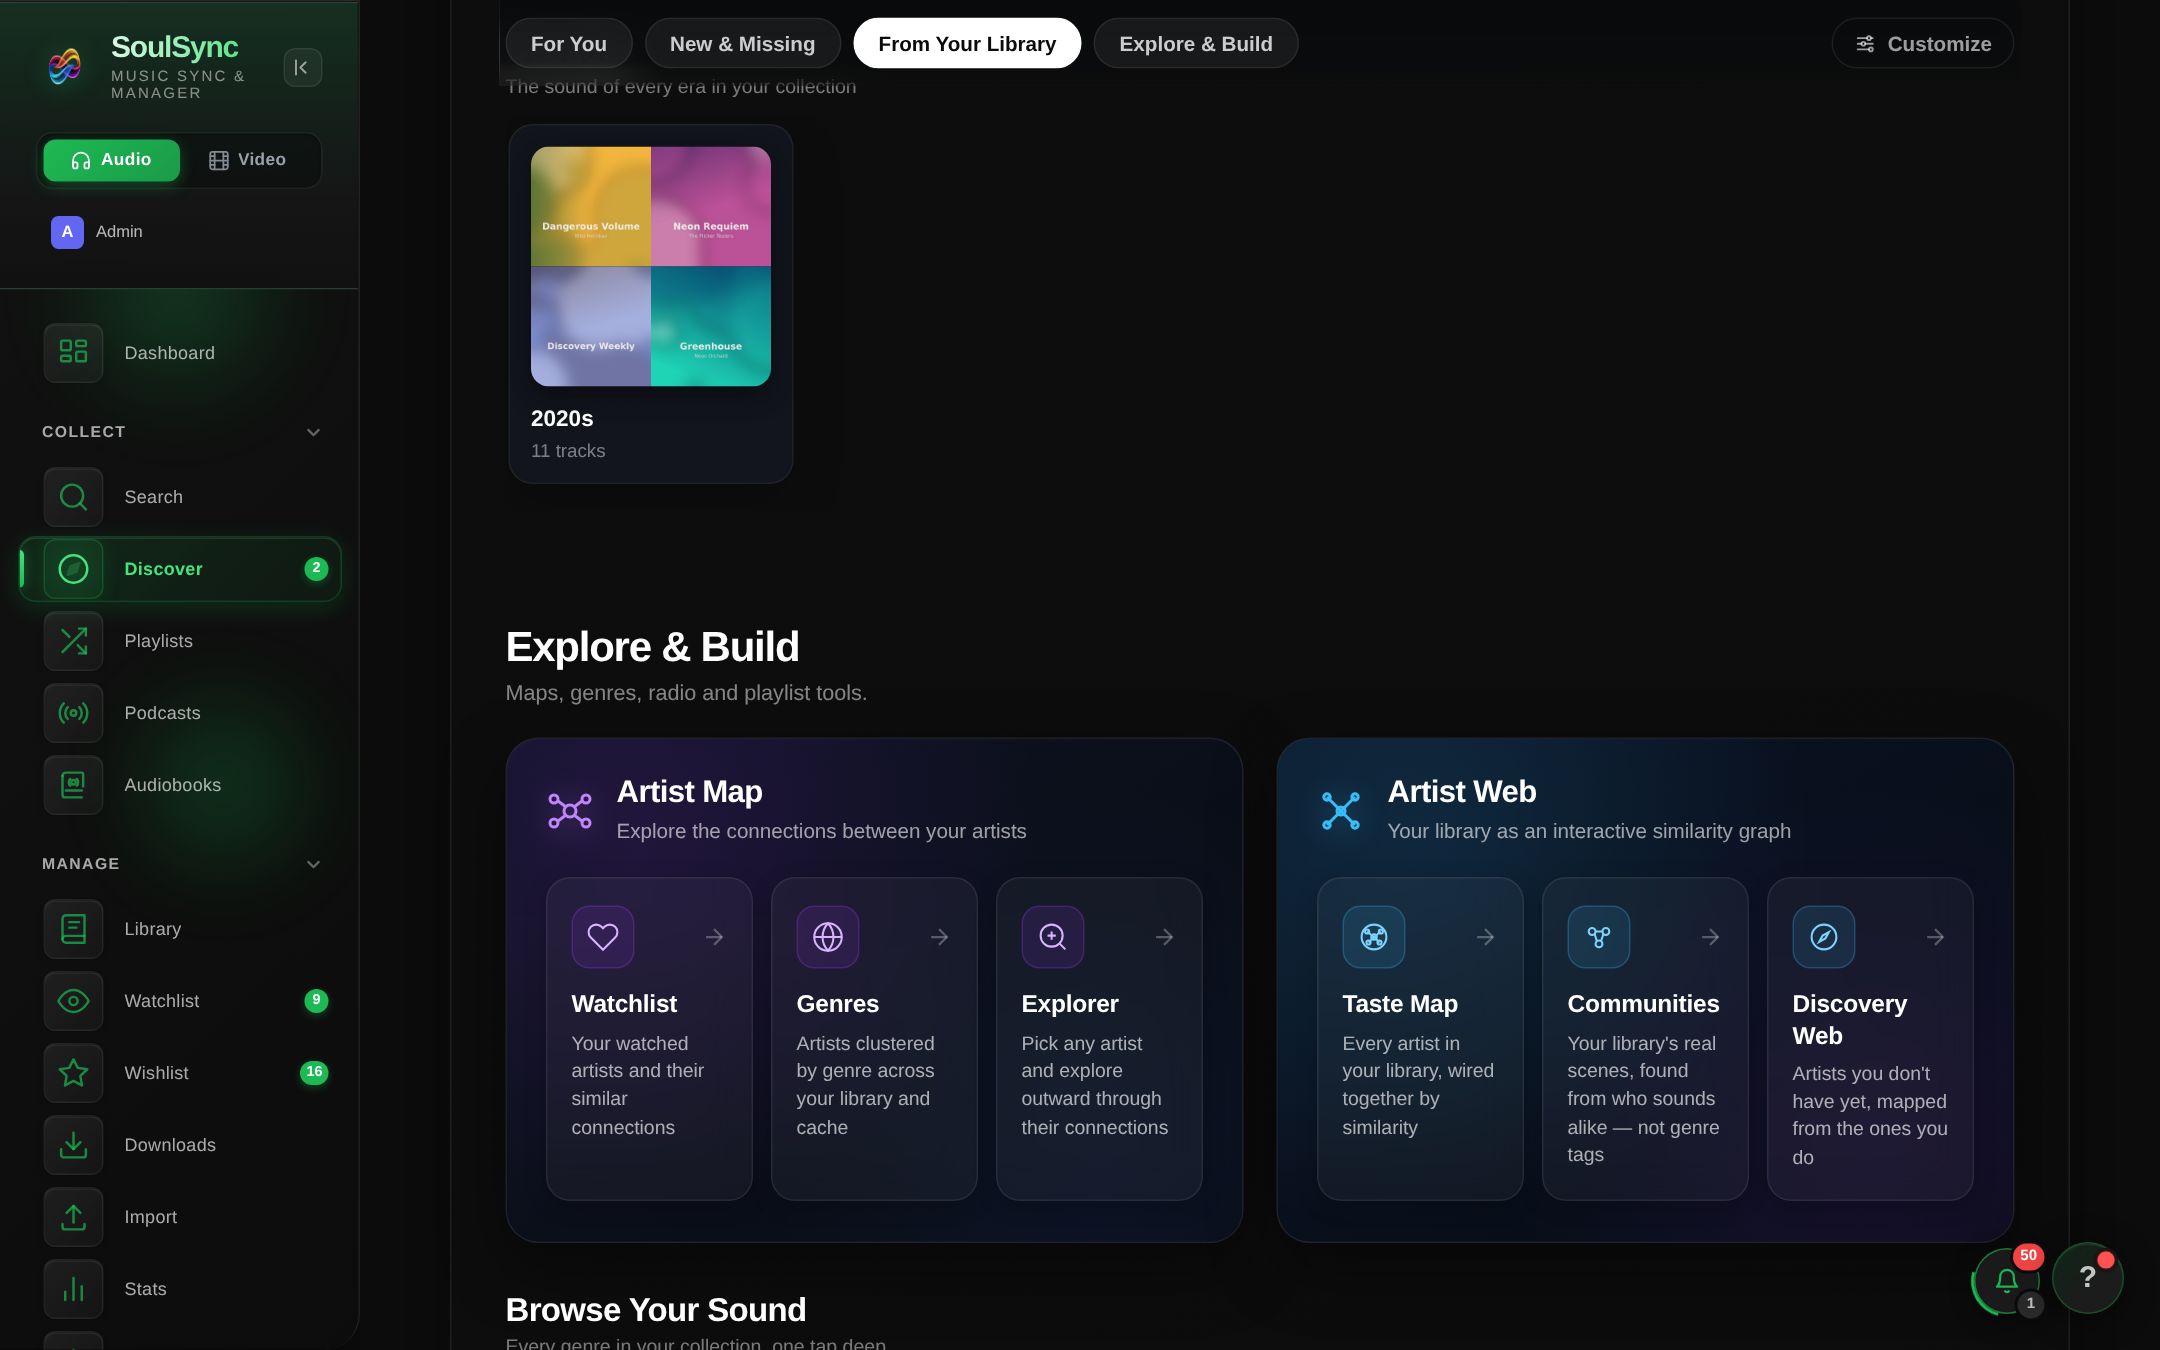 SoulSync
MUSIC SYNC &
MANAGER
Audio
Video
A
Admin
Dashboard
COLLECT
Search
Discover
2
Playlists
Podcasts
Audiobooks
MANAGE
Library
Watchlist
9
Wishlist
16
Downloads
Import
Stats
For You
New & Missing
From Your Library
Explore & Build
Customize
The sound of every era in your collection
Dangerous Volume
Neon Requiem
Discovery Weekly
Greenhouse
Neon Orchard
2020s
11 tracks
Explore & Build
Maps, genres, radio and playlist tools.
Artist Map
Explore the connections between your artists
Watchlist
Your watched
artists and their
similar
connections
Genres
Artists clustered
by genre across
your library and
cache
Explorer
Pick any artist
and explore
outward through
their connections
Artist Web
Your library as an interactive similarity graph
Taste Map
Every artist in
your library, wired
together by
similarity
Communities
Your library's real
scenes, found
from who sounds
alike — not genre
tags
Discovery
Web
Artists you don't
have yet, mapped
from the ones you
do
Browse Your Sound
Every genre in your collection, one tap deep
50
1
?